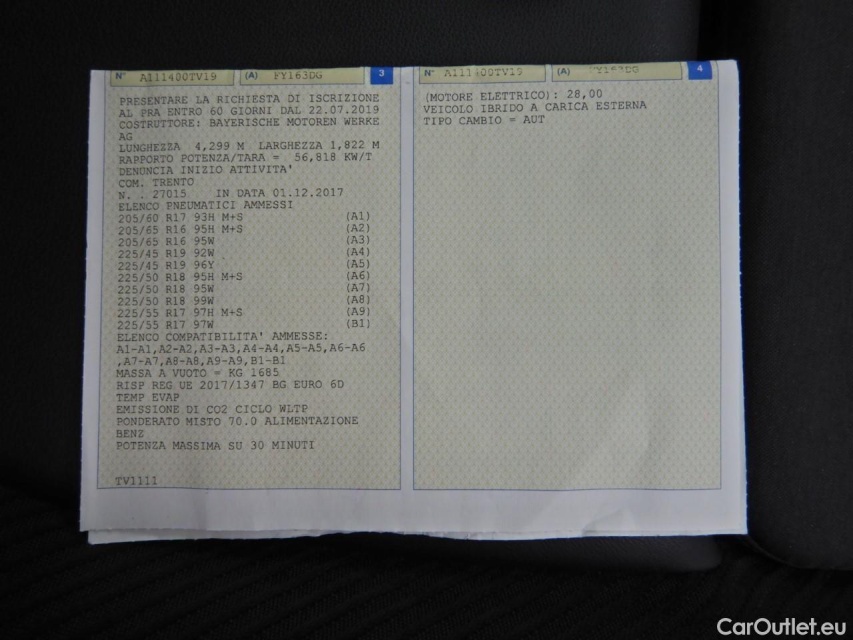 N° A111400TV19 (A) FY163DG 3
PRESENTARE LA RICHIESTA DI ISCRIZIONE
AL PRA ENTRO 60 GIORNI DAL 22.07.2019
COSTRUTTORE: BAYERISCHE MOTOREN WERKE
AG
LUNGHEZZA 4,299 M LARGHEZZA 1,822 M
RAPPORTO POTENZA/TARA = 56,818 KW/T
DENUNCIA INIZIO ATTIVITA'
COM. TRENTO
N. . 27015 IN DATA 01.12.2017
ELENCO PNEUMATICI AMMESSI
205/60 R17 93H M+S (A1)
205/65 R16 95H M+S (A2)
205/65 R16 95W (A3)
225/45 R19 92W (A4)
225/45 R19 96Y (A5)
225/50 R18 95H M+S (A6)
225/50 R18 95W (A7)
225/50 R18 99W (A8)
225/55 R17 97H M+S (A9)
225/55 R17 97W (B1)
ELENCO COMPATIBILITA' AMMESSE:
A1-A1,A2-A2,A3-A3,A4-A4,A5-A5,A6-A6
,A7-A7,A8-A8,A9-A9,B1-B1
MASSA A VUOTO = KG 1685
RISP REG UE 2017/1347 BG EURO 6D
TEMP EVAP
EMISSIONE DI CO2 CICLO WLTP
PONDERATO MISTO 70.0 ALIMENTAZIONE
BENZ
POTENZA MASSIMA SU 30 MINUTI
TV1111
N° A111400TV19 (A) FY163DG 4
(MOTORE ELETTRICO): 28,00
VEICOLO IBRIDO A CARICA ESTERNA
TIPO CAMBIO = AUT
CarOutlet.eu